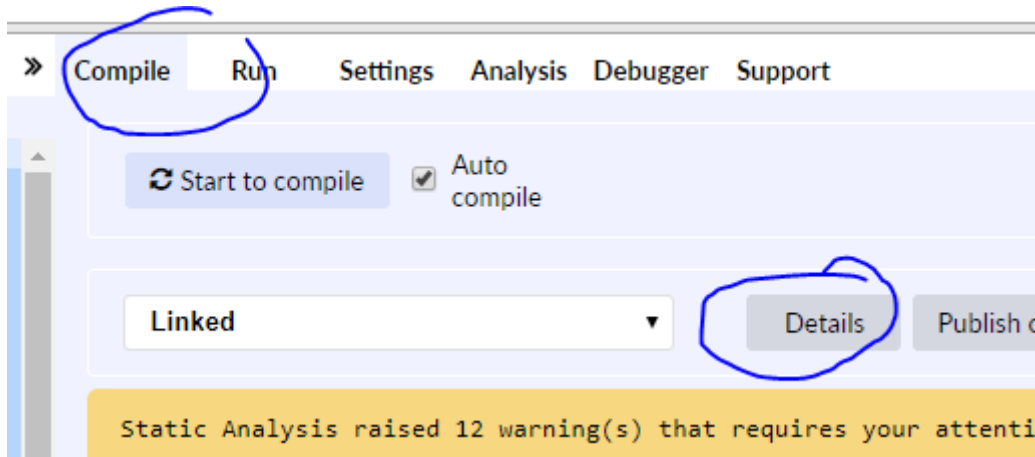 » Compile Run Settings Analysis Debugger Support
Start to compile Auto
compile
Linked Details Publish
Static Analysis raised 12 warning(s) that requires your